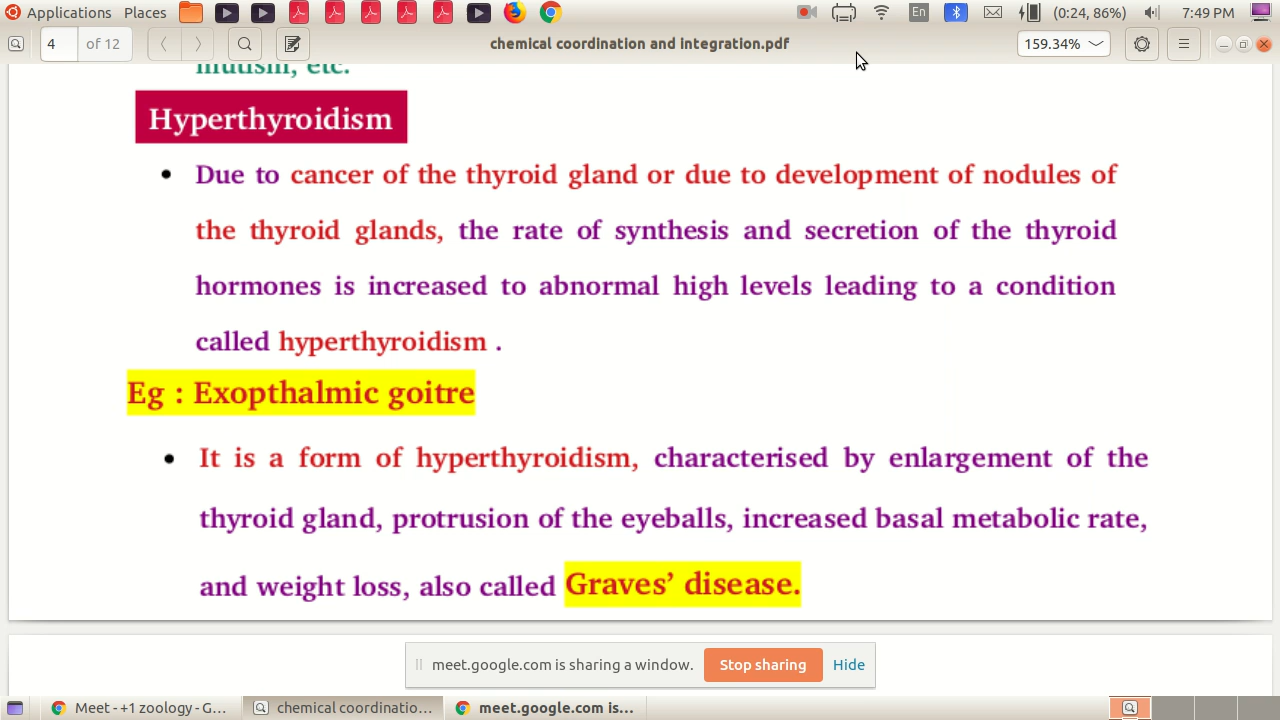 Applications Places En (0:24, 86%) 7:49 PM
4 of 12 chemical coordination and integration.pdf 159.34%
mutism, etc.
Hyperthyroidism
• Due to cancer of the thyroid gland or due to development of nodules of
the thyroid glands, the rate of synthesis and secretion of the thyroid
hormones is increased to abnormal high levels leading to a condition
called hyperthyroidism .
Eg : Exopthalmic goitre
• It is a form of hyperthyroidism, characterised by enlargement of the
thyroid gland, protrusion of the eyeballs, increased basal metabolic rate,
and weight loss, also called Graves’ disease.
meet.google.com is sharing a window. Stop sharing Hide
Meet - +1 zoology - G... chemical coordinatio... meet.google.com is...